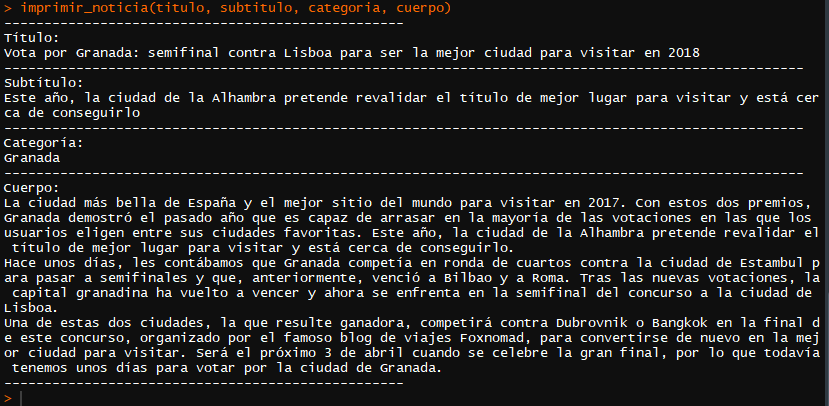 > imprimir_noticia(titulo, subtitulo, categoria, cuerpo)
--------------------------------------------------
Título:
Vota por Granada: semifinal contra Lisboa para ser la mejor ciudad para visitar en 2018
----------------------------------------------------------------------------------------------------
Subtítulo:
Este año, la ciudad de la Alhambra pretende revalidar el título de mejor lugar para visitar y está cer
ca de conseguirlo
----------------------------------------------------------------------------------------------------
Categoría:
Granada
----------------------------------------------------------------------------------------------------
Cuerpo:
La ciudad más bella de España y el mejor sitio del mundo para visitar en 2017. Con estos dos premios,
Granada demostró el pasado año que es capaz de arrasar en la mayoría de las votaciones en las que los
usuarios eligen entre sus ciudades favoritas. Este año, la ciudad de la Alhambra pretende revalidar el
 título de mejor lugar para visitar y está cerca de conseguirlo.
Hace unos días, les contábamos que Granada competía en ronda de cuartos contra la ciudad de Estambul p
ara pasar a semifinales y que, anteriormente, venció a Bilbao y a Roma. Tras las nuevas votaciones, la
 capital granadina ha vuelto a vencer y ahora se enfrenta en la semifinal del concurso a la ciudad de
Lisboa.
Una de estas dos ciudades, la que resulte ganadora, competirá contra Dubrovnik o Bangkok en la final d
e este concurso, organizado por el famoso blog de viajes Foxnomad, para convertirse de nuevo en la mej
or ciudad para visitar. Será el próximo 3 de abril cuando se celebre la gran final, por lo que todavía
 tenemos unos días para votar por la ciudad de Granada.
--------------------------------------------------
>